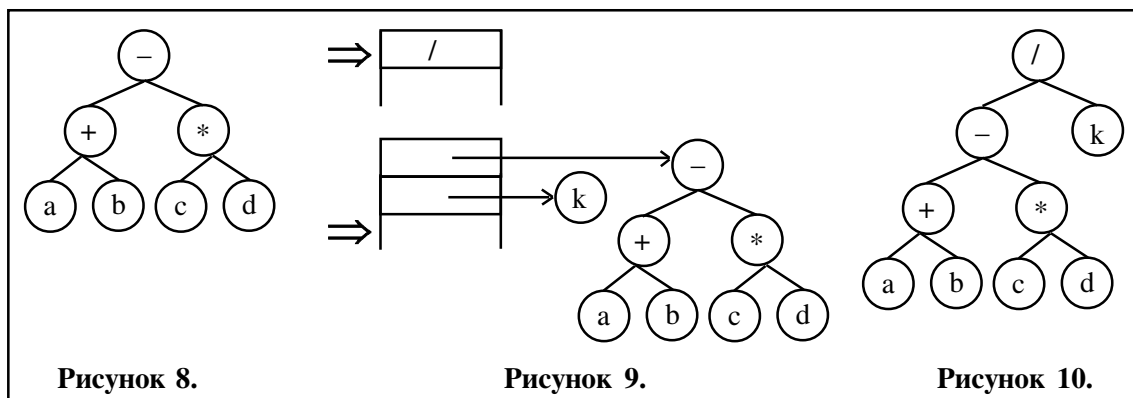 – / /
+ * – k
a b c d – + *
k a b c d
+ *
a b c d
Рисунок 8. Рисунок 9. Рисунок 10.